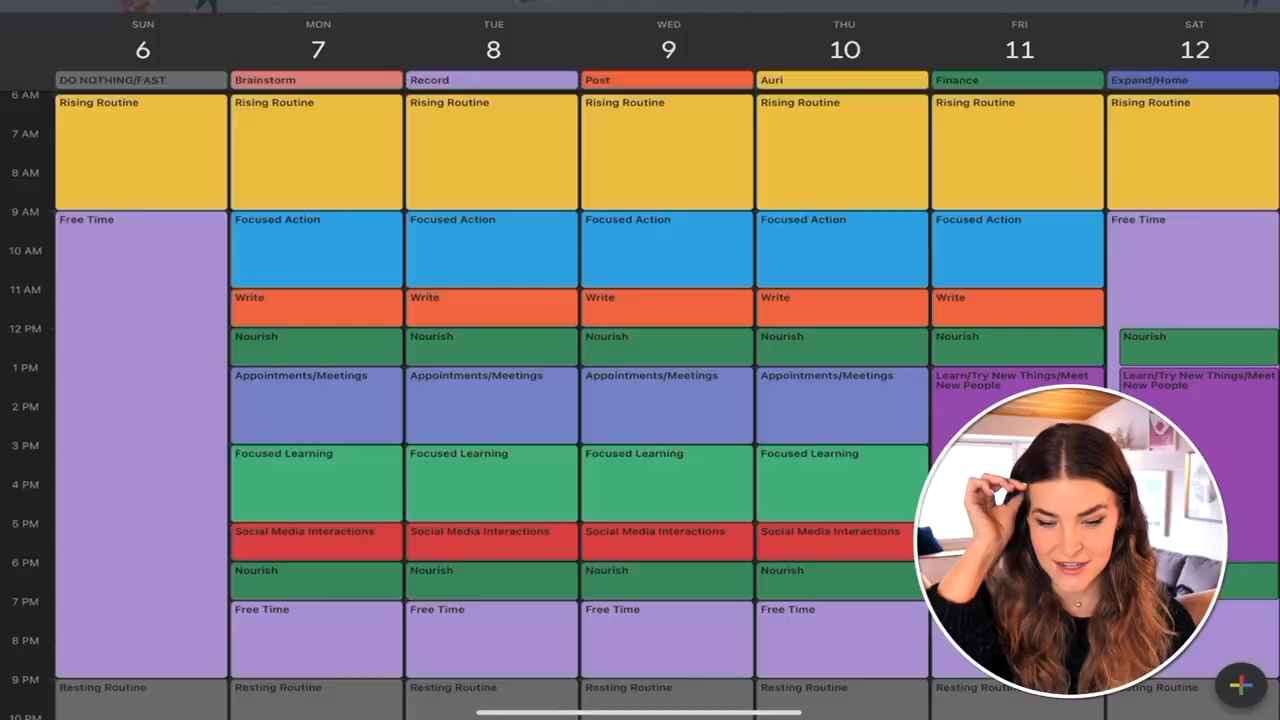 SUN MON TUE WED THU FRI SAT
6 7 8 9 10 11 12
DO NOTHING/FAST Brainstorm Record Post Auri Finance Expand/Home
6 AM
Rising Routine Rising Routine Rising Routine Rising Routine Rising Routine Rising Routine Rising Routine
7 AM
8 AM
9 AM
Free Time Focused Action Focused Action Focused Action Focused Action Focused Action Free Time
10 AM
11 AM
Write Write Write Write Write
12 PM
Nourish Nourish Nourish Nourish Nourish Nourish
1 PM
Appointments/Meetings Appointments/Meetings Appointments/Meetings Appointments/Meetings Learn/Try New Things/Meet Learn/Try New Things/Meet
New People New People
2 PM
3 PM
Focused Learning Focused Learning Focused Learning Focused Learning
4 PM
5 PM
Social Media Interactions Social Media Interactions Social Media Interactions Social Media Interactions
6 PM
Nourish Nourish Nourish Nourish
7 PM
Free Time Free Time Free Time Free Time
8 PM
9 PM
Resting Routine Resting Routine Resting Routine Resting Routine Resting Routine Resting Routine Routine
10 PM